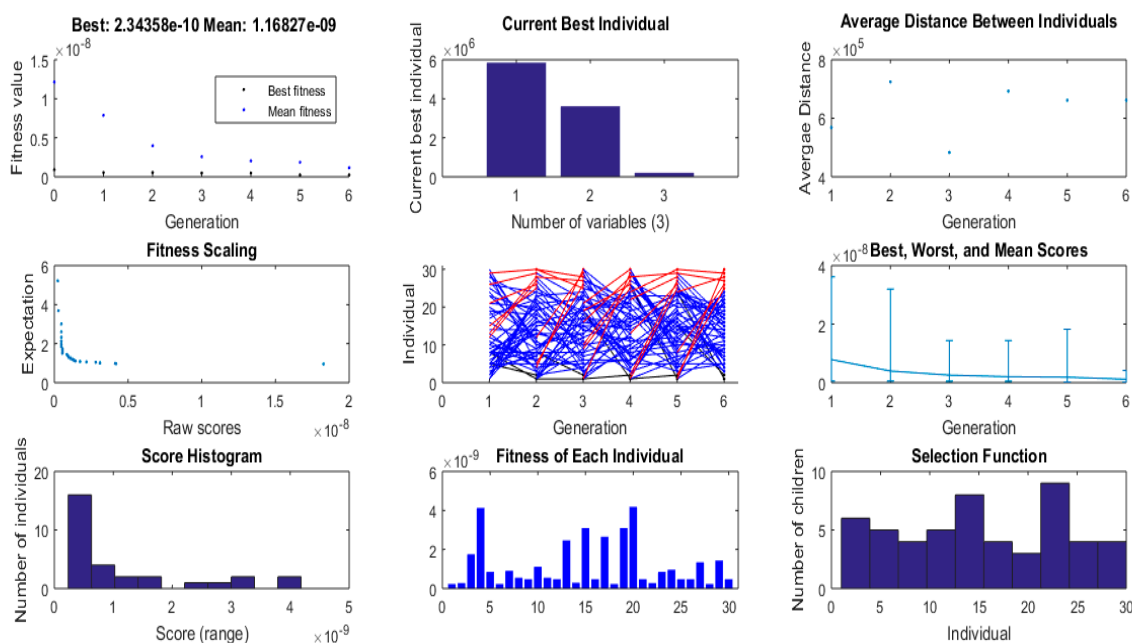 Best: 2.34358e-10 Mean: 1.16827e-09
×10^-8
Fitness value
1.5
1
0.5
0
Best fitness
Mean fitness
0 1 2 3 4 5 6
Generation
Current Best Individual
×10^6
Current best individual
6
4
2
0
1 2 3
Number of variables (3)
Average Distance Between Individuals
×10^5
Avergae Distance
8
6
4
1 2 3 4 5 6
Generation
Fitness Scaling
Expectation
6
4
2
0
0 0.5 1 1.5 2
Raw scores
×10^-8
Individual
30
20
10
0
0 1 2 3 4 5 6
Generation
Best, Worst, and Mean Scores
×10^-8
4
2
0
1 2 3 4 5 6
Generation
Score Histogram
Number of individuals
20
10
0
0 1 2 3 4 5
Score (range)
×10^-9
Fitness of Each Individual
×10^-9
6
4
2
0
0 5 10 15 20 25 30
Selection Function
Number of children
10
5
0
0 5 10 15 20 25 30
Individual